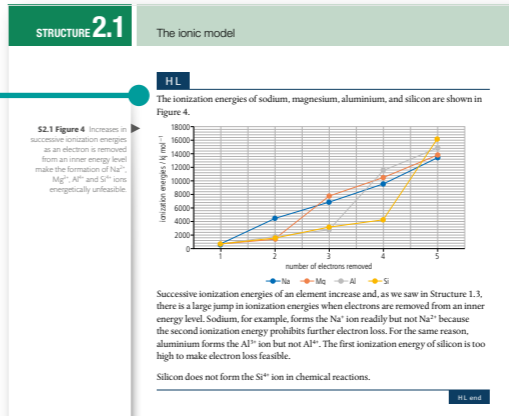 STRUCTURE 2.1
The ionic model
HL
The ionization energies of sodium, magnesium, aluminium, and silicon are shown in
Figure 4.
S2.1 Figure 4 Increases in
successive ionization energies
as an electron is removed
from an inner energy level
make the formation of Na²⁺,
Mg³⁺, Al⁴⁺ and Si⁴⁺ ions
energetically unfeasible.
ionization energies / kJ mol⁻¹
18000
16000
14000
12000
10000
8000
6000
4000
2000
0
1 2 3 4 5
number of electrons removed
Na Mg Al Si
Successive ionization energies of an element increase and, as we saw in Structure 1.3,
there is a large jump in ionization energies when electrons are removed from an inner
energy level. Sodium, for example, forms the Na⁺ ion readily but not Na²⁺ because
the second ionization energy prohibits further electron loss. For the same reason,
aluminium forms the Al³⁺ ion but not Al⁴⁺. The first ionization energy of silicon is too
high to make electron loss feasible.
Silicon does not form the Si⁴⁺ ion in chemical reactions.
HL end